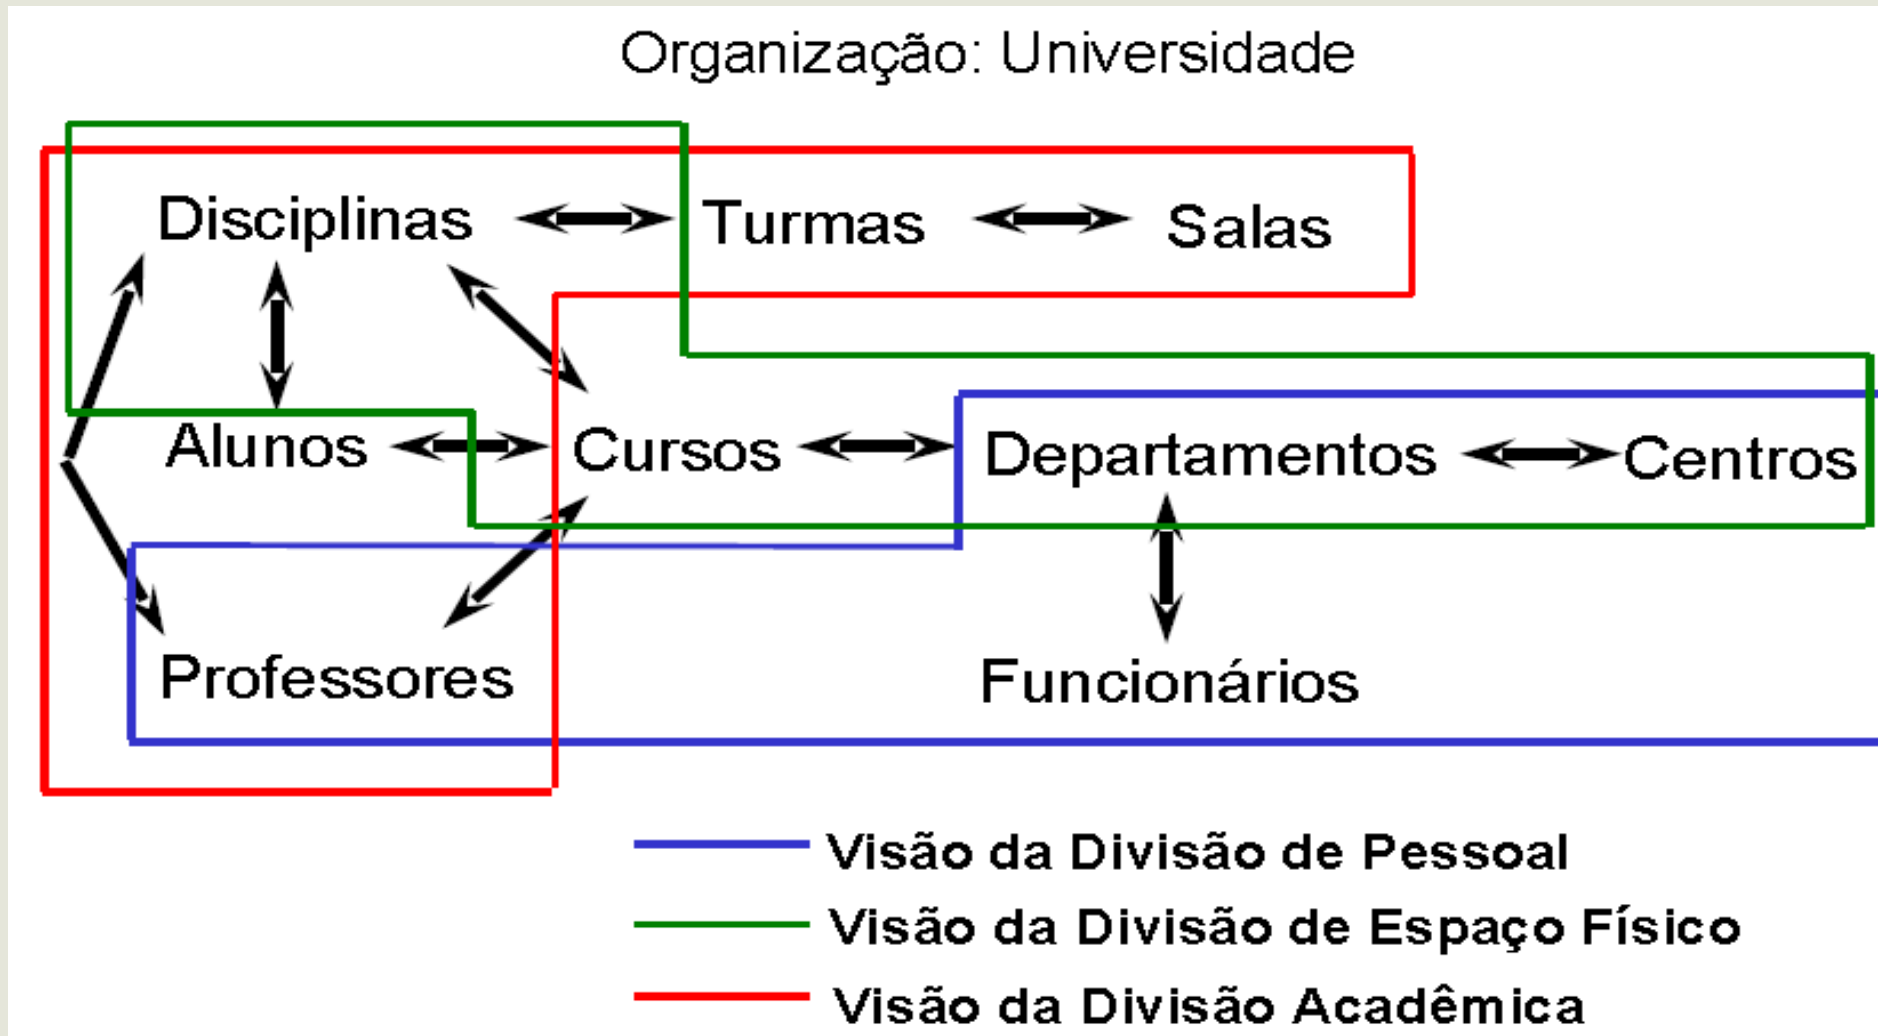 Organização: Universidade
Disciplinas Turmas Salas
Alunos Cursos Departamentos Centros
Professores Funcionários
Visão da Divisão de Pessoal
Visão da Divisão de Espaço Físico
Visão da Divisão Acadêmica